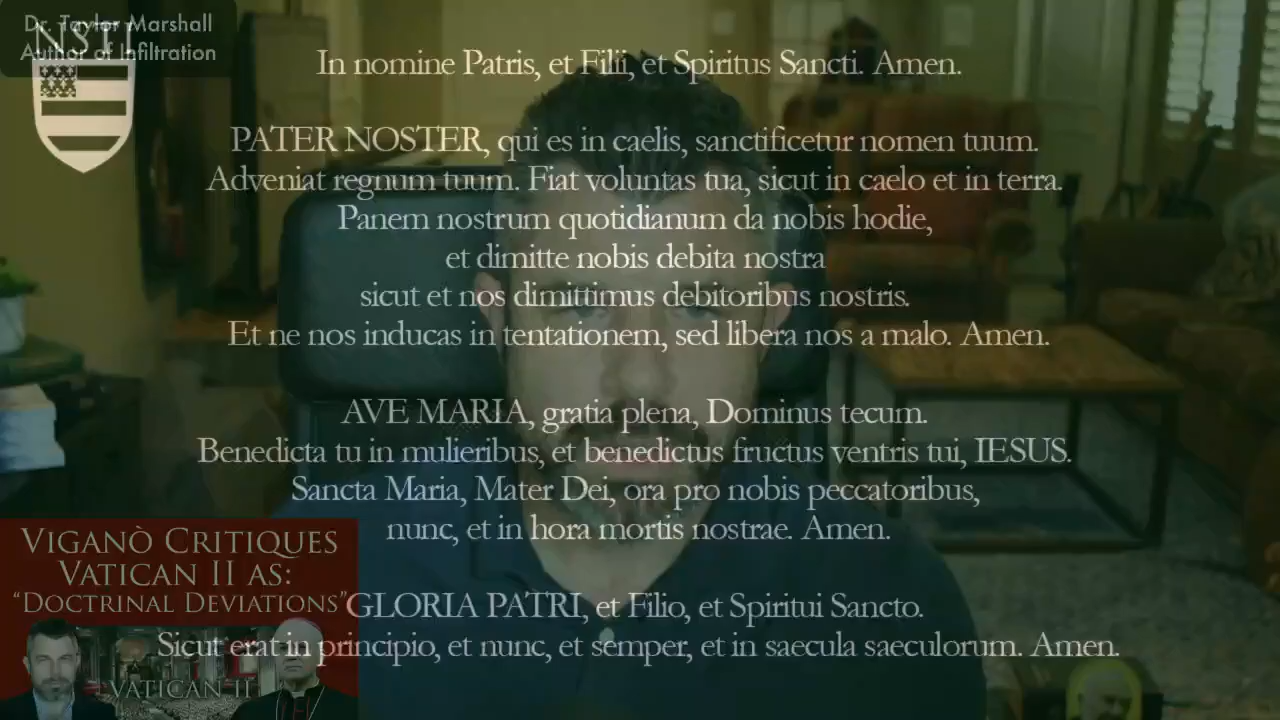 Dr. Taylor Marshall
Author of Infiltration
NSTI
In nomine Patris, et Filii, et Spiritus Sancti. Amen.
PATER NOSTER, qui es in caelis, sanctificetur nomen tuum.
Adveniat regnum tuum. Fiat voluntas tua, sicut in caelo et in terra.
Panem nostrum quotidianum da nobis hodie,
et dimitte nobis debita nostra
sicut et nos dimittimus debitoribus nostris.
Et ne nos inducas in tentationem, sed libera nos a malo. Amen.
AVE MARIA, gratia plena, Dominus tecum.
Benedicta tu in mulieribus, et benedictus fructus ventris tui, IESUS.
Sancta Maria, Mater Dei, ora pro nobis peccatoribus,
nunc, et in hora mortis nostrae. Amen.
GLORIA PATRI, et Filio, et Spiritui Sancto.
Sicut erat in principio, et nunc, et semper, et in saecula saeculorum. Amen.
VIGANÒ CRITIQUES
VATICAN II AS:
“DOCTRINAL DEVIATIONS”
VATICAN II